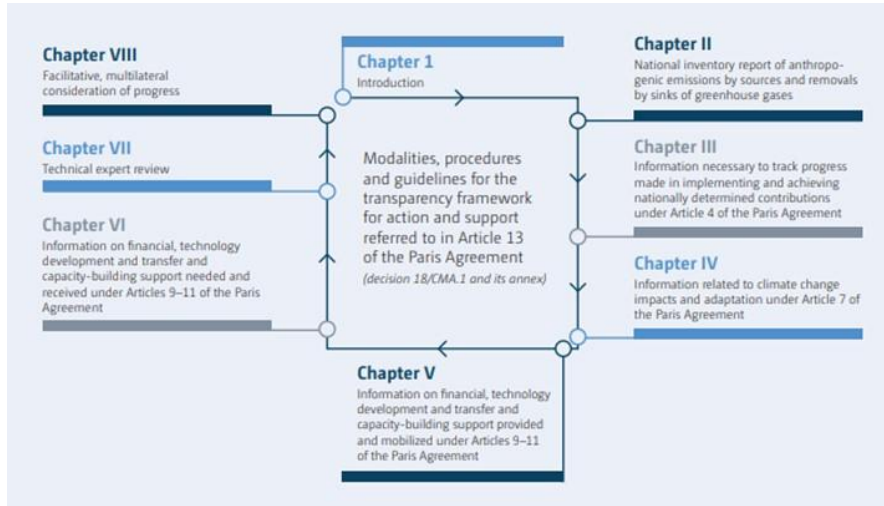 Chapter 1
Introduction
Chapter II
National inventory report of anthropo-
genic emissions by sources and removals
by sinks of greenhouse gases
Chapter III
Information necessary to track progress
made in implementing and achieving
nationally determined contributions
under Article 4 of the Paris Agreement
Chapter IV
Information related to climate change
impacts and adaptation under Article 7 of
the Paris Agreement
Chapter V
Information on financial, technology
development and transfer and
capacity-building support provided
and mobilized under Articles 9–11
of the Paris Agreement
Chapter VI
Information on financial, technology
development and transfer and
capacity-building support needed and
received under Articles 9–11 of the Paris
Agreement
Chapter VII
Technical expert review
Chapter VIII
Facilitative, multilateral
consideration of progress
Modalities, procedures
and guidelines for the
transparency framework
for action and support
referred to in Article 13
of the Paris Agreement
(decision 18/CMA.1 and its annex)